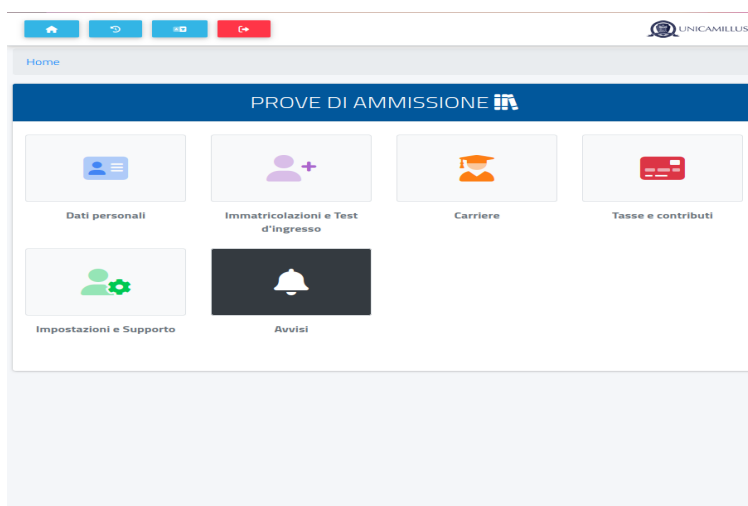 UNICAMILLUS
Home
PROVE DI AMMISSIONE
Dati personali
Immatricolazioni e Test
d'ingresso
Carriere
Tasse e contributi
Impostazioni e Supporto
Avvisi